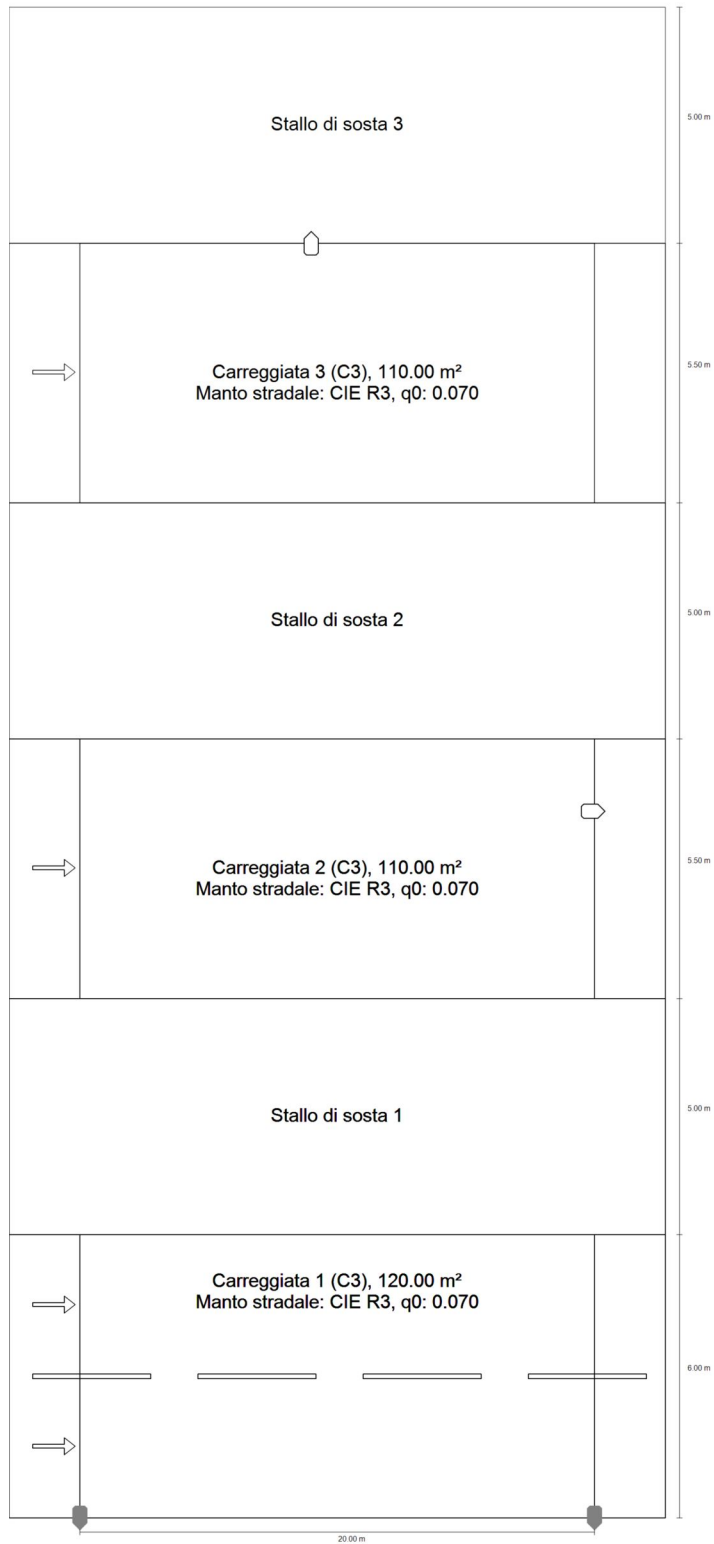 Stallo di sosta 3
5.00 m
Carreggiata 3 (C3), 110.00 m²
Manto stradale: CIE R3, q0: 0.070
5.50 m
Stallo di sosta 2
5.00 m
Carreggiata 2 (C3), 110.00 m²
Manto stradale: CIE R3, q0: 0.070
5.50 m
Stallo di sosta 1
5.00 m
Carreggiata 1 (C3), 120.00 m²
Manto stradale: CIE R3, q0: 0.070
6.00 m
20.00 m